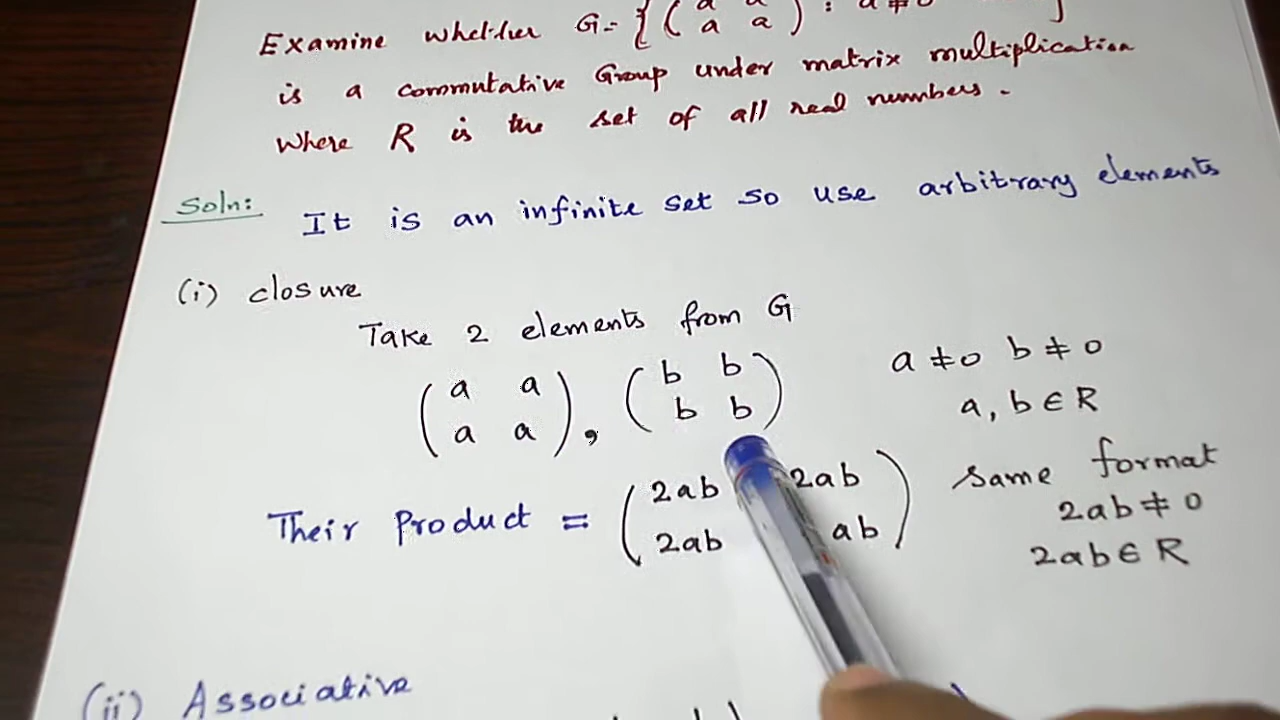 Examine whether G = { ( a a : a ≠ 0 }
is a commutative Group under matrix multiplication
Where R is the set of all real numbers.
Soln:
It is an infinite set so use arbitrary elements
(i) closure
Take 2 elements from G
( a a ) , ( b b ) a ≠ 0 b ≠ 0
( a a ) ( b b ) a, b ∈ R
Their Product = ( 2ab 2ab ) same format
2ab ab 2ab ≠ 0
2ab ∈ R
(ii) Associative